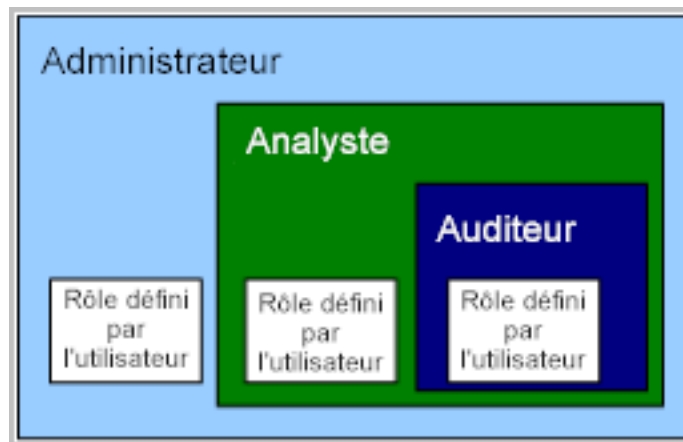 Administrateur
Analyste
Auditeur
Rôle défini
par
l'utilisateur
Rôle défini
par
l'utilisateur
Rôle défini
par
l'utilisateur